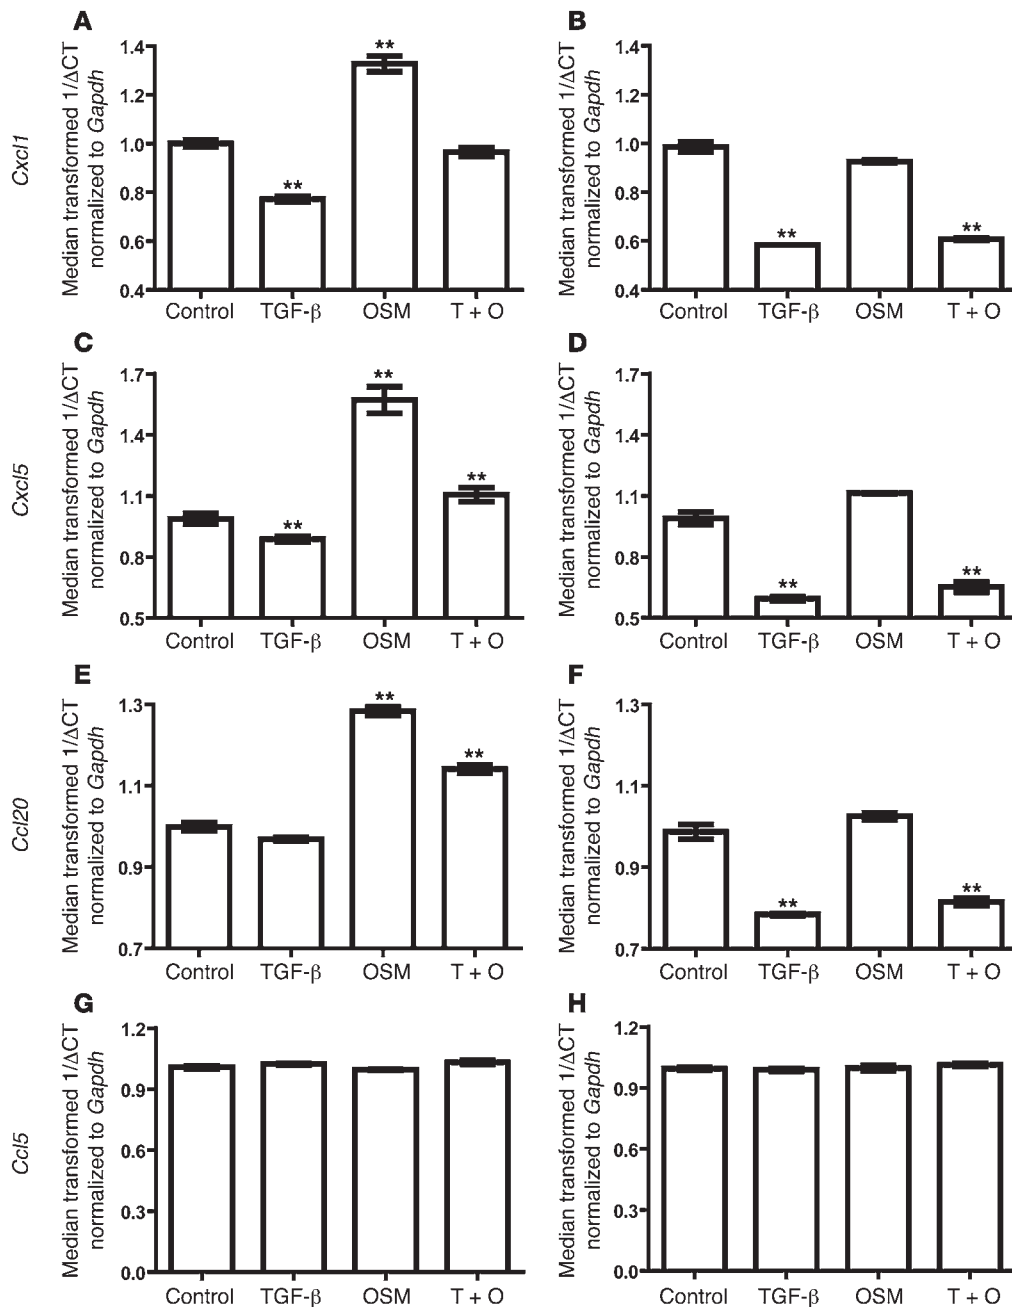 A
Cxcl1
Median transformed 1/ΔCT
normalized to Gapdh
1.4
1.2
1.0
0.8
0.6
0.4
**
**
Control TGF-β OSM T + O
B
Median transformed 1/ΔCT
normalized to Gapdh
1.4
1.2
1.0
0.8
0.6
0.4
**
**
Control TGF-β OSM T + O
C
Cxcl5
Median transformed 1/ΔCT
normalized to Gapdh
1.7
1.4
1.1
0.8
0.5
**
**
**
Control TGF-β OSM T + O
D
Median transformed 1/ΔCT
normalized to Gapdh
1.7
1.4
1.1
0.8
0.5
**
**
Control TGF-β OSM T + O
E
Ccl20
Median transformed 1/ΔCT
normalized to Gapdh
1.3
1.1
0.9
0.7
**
**
Control TGF-β OSM T + O
F
Median transformed 1/ΔCT
normalized to Gapdh
1.3
1.1
0.9
0.7
**
**
Control TGF-β OSM T + O
G
Ccl5
Median transformed 1/ΔCT
normalized to Gapdh
1.2
0.9
0.6
0.3
0.0
Control TGF-β OSM T + O
H
Median transformed 1/ΔCT
normalized to Gapdh
1.2
0.9
0.6
0.3
0.0
Control TGF-β OSM T + O